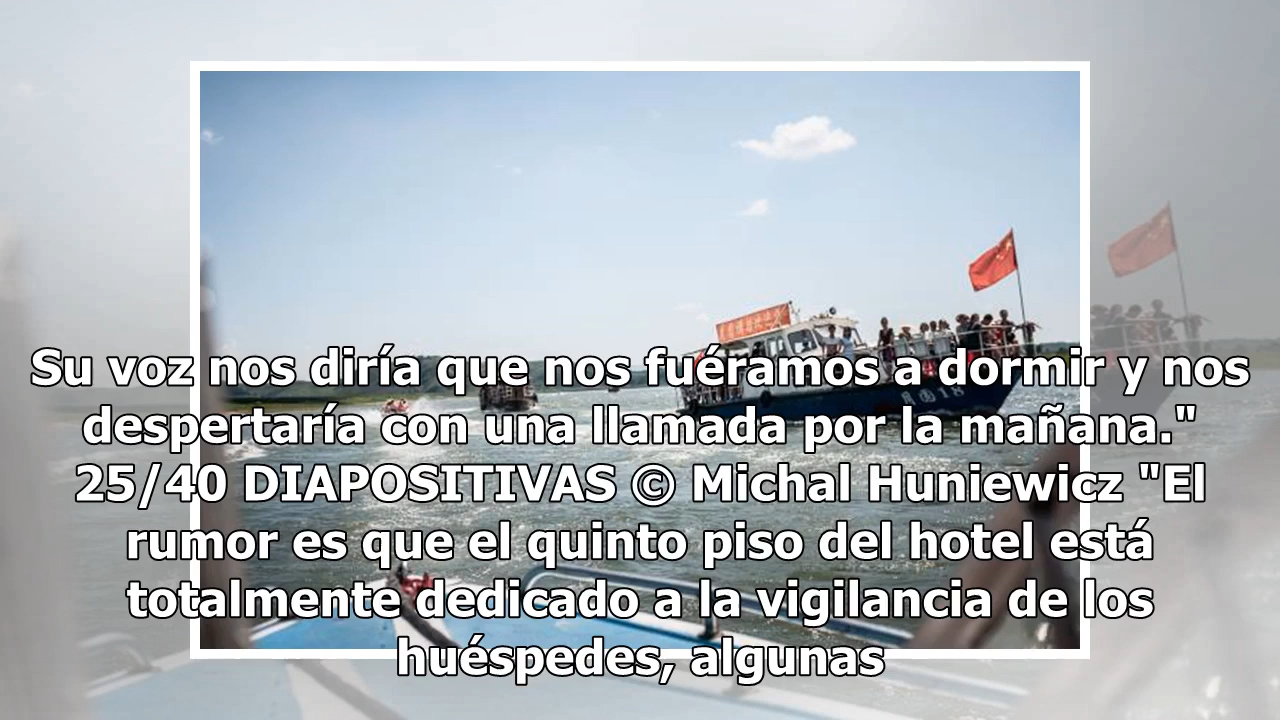 Su voz nos diría que nos fuéramos a dormir y nos
despertaría con una llamada por la mañana."
25/40 DIAPOSITIVAS © Michal Huniewicz "El
rumor es que el quinto piso del hotel está
totalmente dedicado a la vigilancia de los
huéspedes, algunas